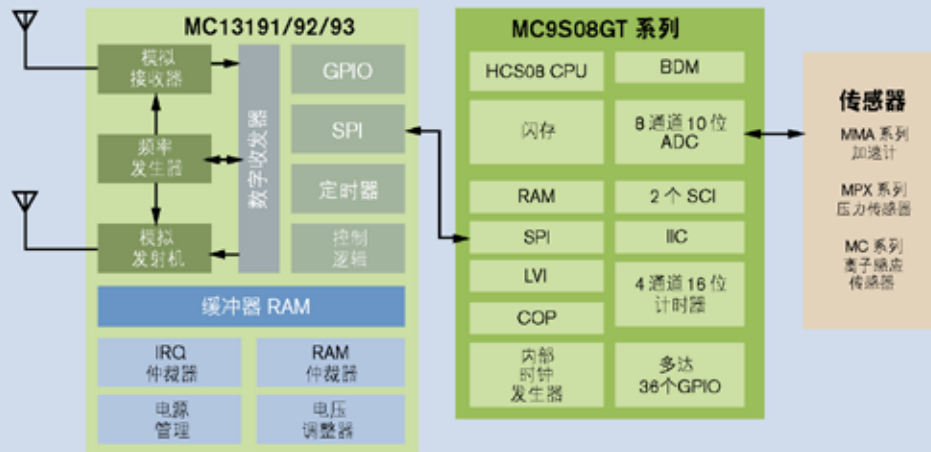 MC13191/92/93
模拟
接收器
频率
发生器
模拟
发射机
数字收发器
GPIO
SPI
定时器
控制
逻辑
缓冲器 RAM
IRQ
仲裁器
RAM
仲裁器
电源
管理
电压
调整器
MC9S08GT 系列
HCS08 CPU
BDM
闪存
8 通道 10 位
ADC
RAM
2 个 SCI
SPI
IIC
LVI
4 通道 16 位
计时器
COP
内部
时钟
发生器
多达
36个GPIO
传感器
MMA 系列
加速计
MPX 系列
压力传感器
MC 系列
离子感应
传感器